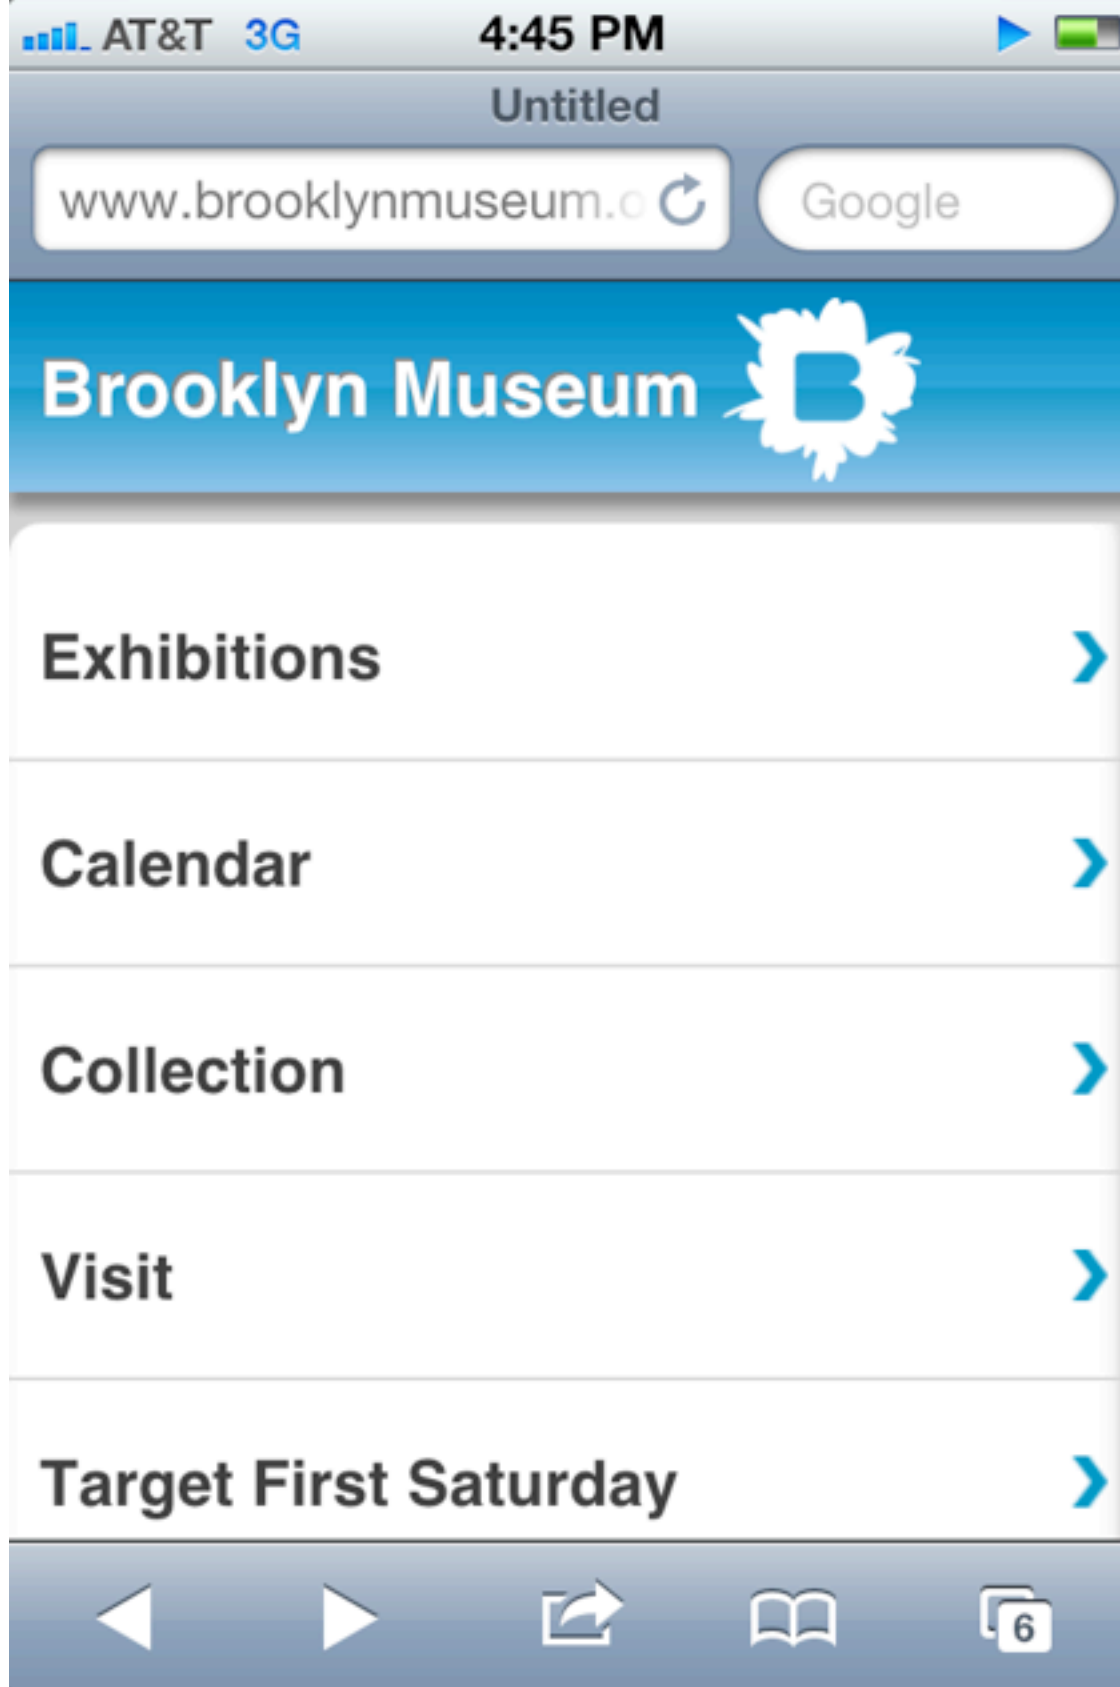 AT&T 3G 4:45 PM
Untitled
www.brooklynmuseum.o Google
Brooklyn Museum B
Exhibitions
Calendar
Collection
Visit
Target First Saturday
6